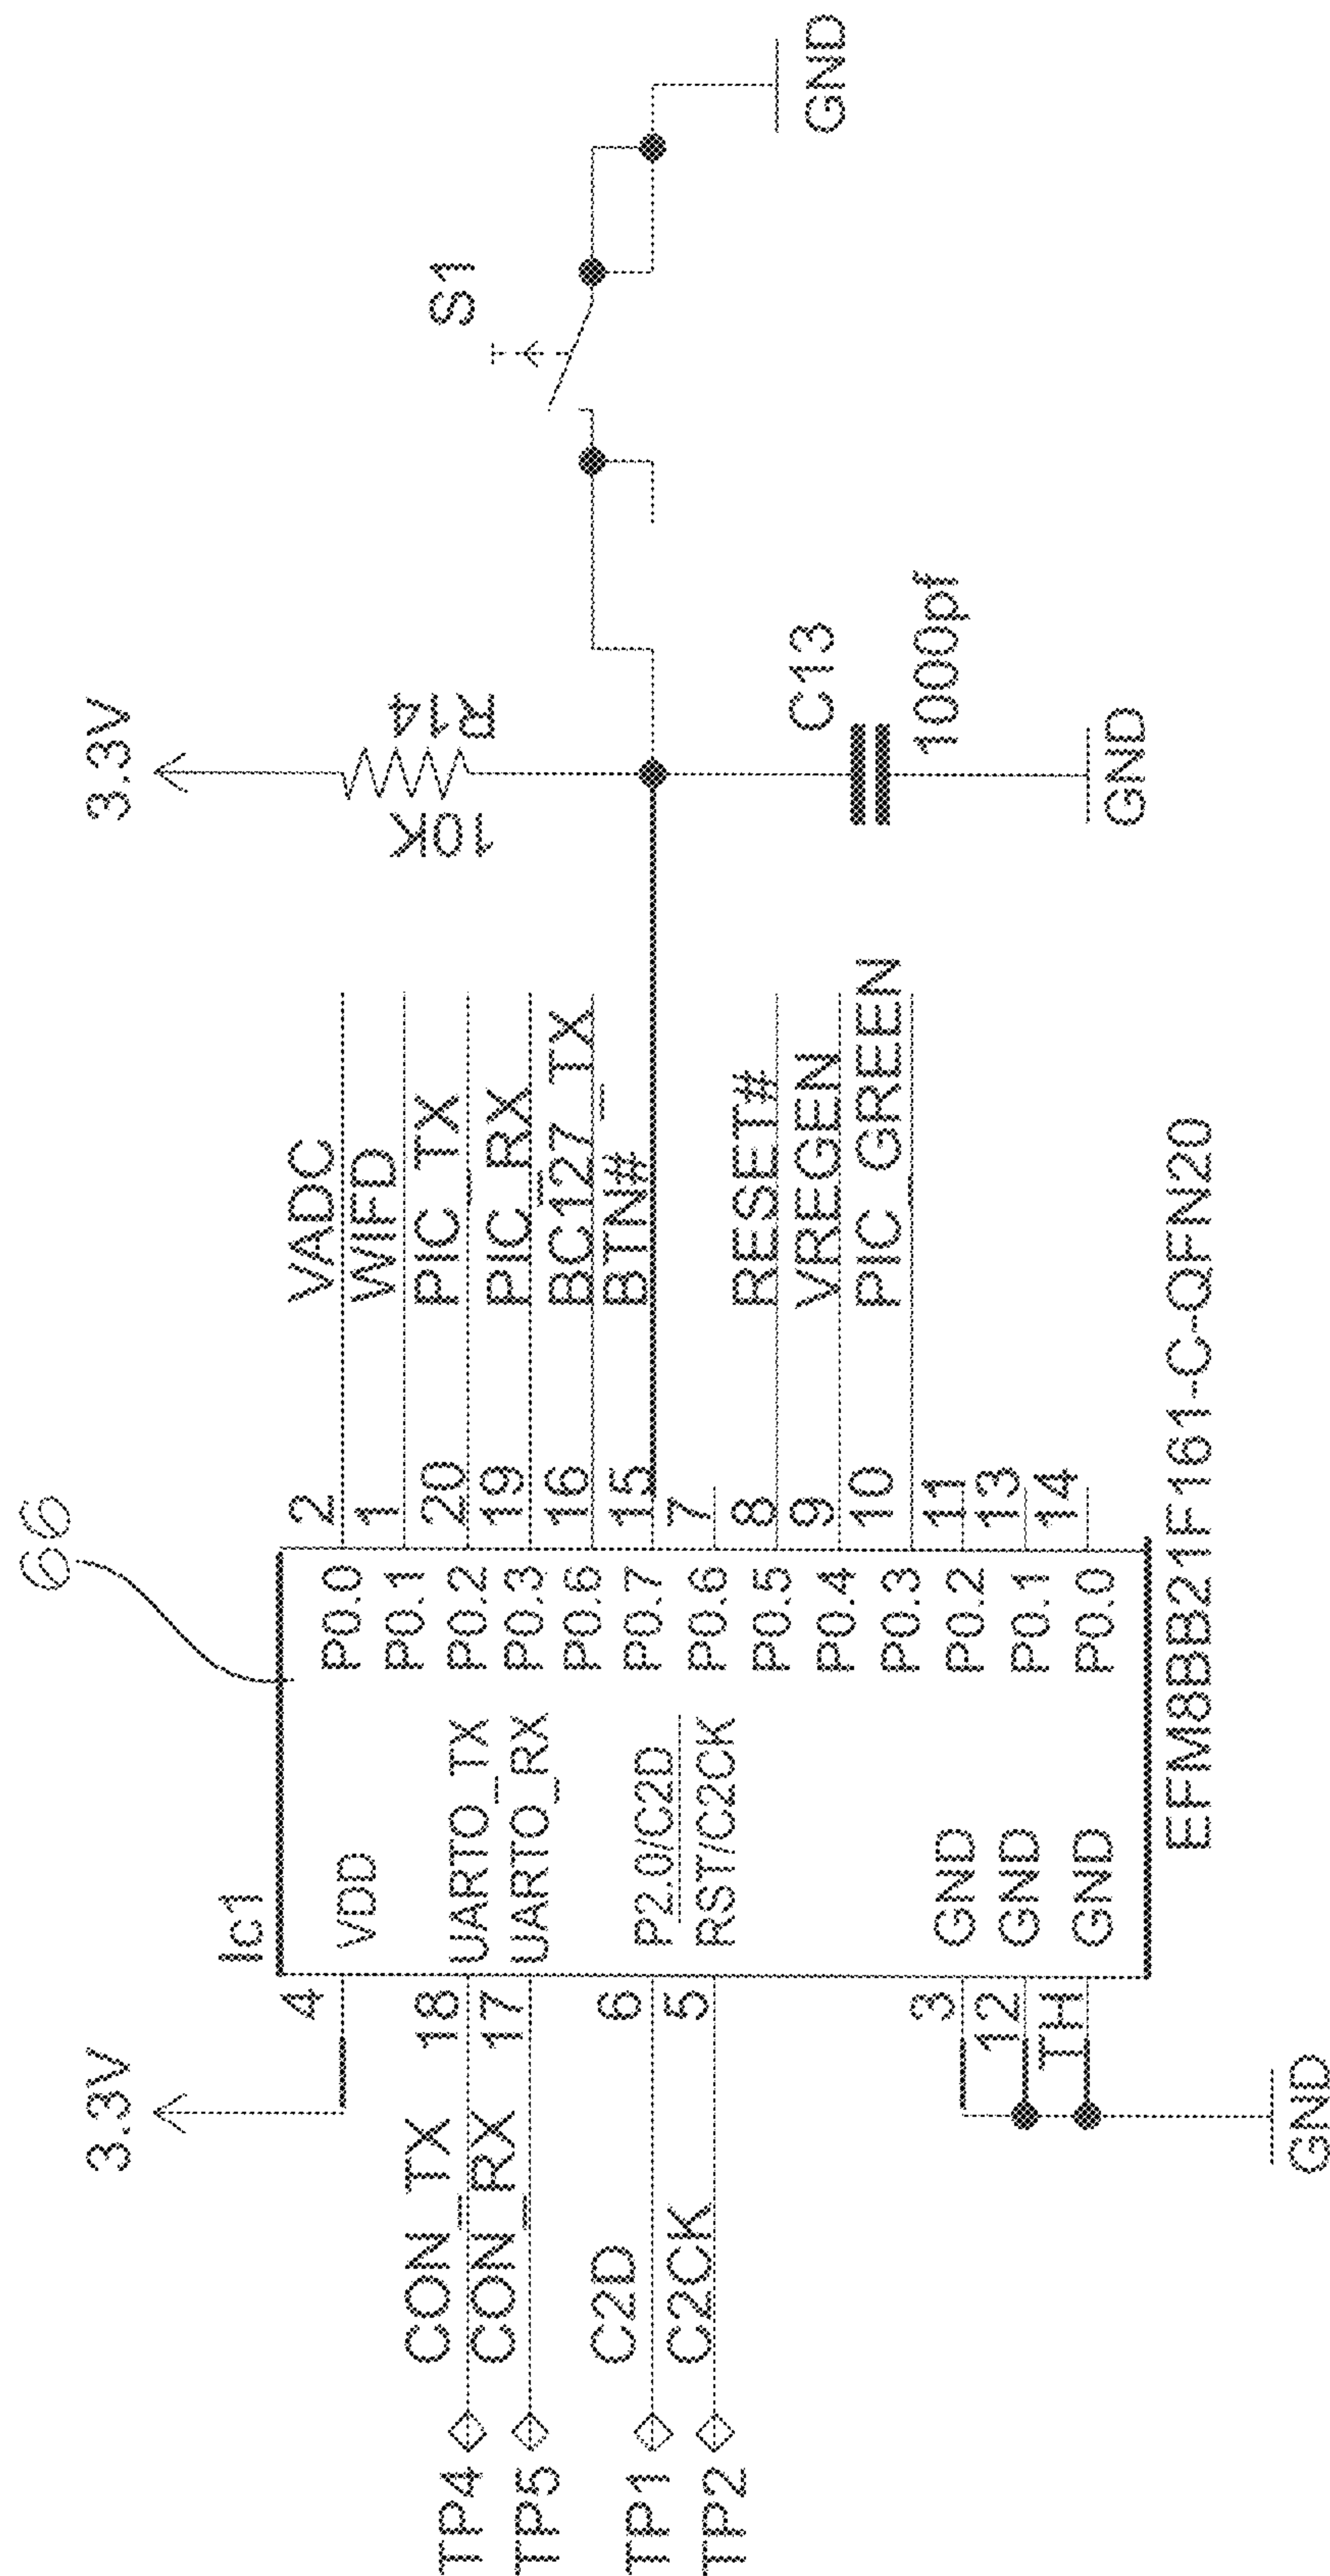 66
3.3V
Ic1
4
VDD
18
UARTO_TX
17
UARTO_RX
6
P2.0/C2D
5
RST/C2CK
3
GND
12
GND
TH
GND
GND
CON_TX
CON_RX
C2D
C2CK
TP4
TP5
TP1
TP2
P0.0
2
VADC
P0.1
1
WIFD
P0.2
20
PIC_TX
P0.3
19
PIC_RX
P0.6
16
BC127_TX
P0.7
15
BTN#
P0.6
7
P0.5
8
RESET#
P0.4
9
VREGEN
P0.3
10
PIC GREEN
P0.2
11
P0.1
13
P0.0
14
EFM8BB21F161-C-QFN20
3.3V
10K
R14
C13
1000pf
GND
S1
GND